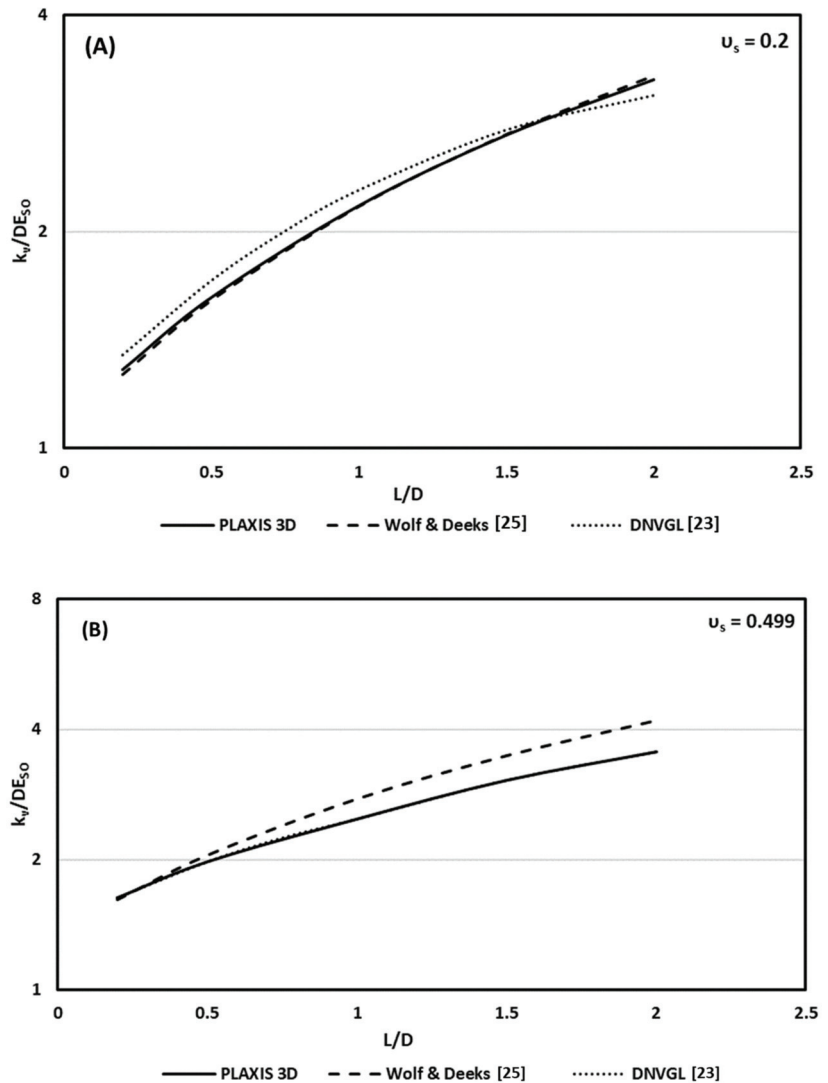 4
(A)
υs = 0.2
kv/DESO
2
1
0 0.5 1 1.5 2 2.5
L/D
PLAXIS 3D Wolf & Deeks [25] DNVGL [23]
8
(B)
υs = 0.499
4
kv/DESO
2
1
0 0.5 1 1.5 2 2.5
L/D
PLAXIS 3D Wolf & Deeks [25] DNVGL [23]